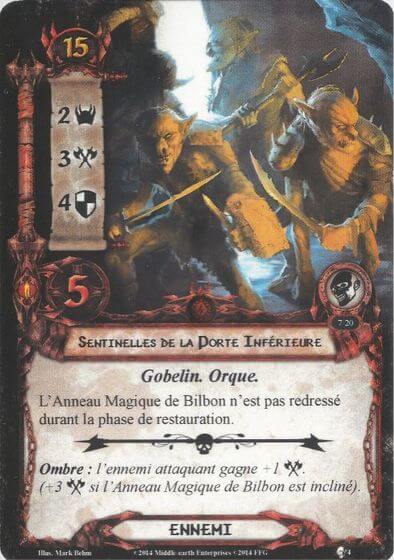 15
2
3
4
5
7/20
Sentinelles de la Porte Inférieure
Gobelin. Orque.
L'Anneau Magique de Bilbon n'est pas redressé
durant la phase de restauration.
Ombre : l'ennemi attaquant gagne +1 .
(+3 si l'Anneau Magique de Bilbon est incliné).
ENNEMI
Illus. Mark Behm ©2014 Middle-earth Enterprises ©2014 FFG